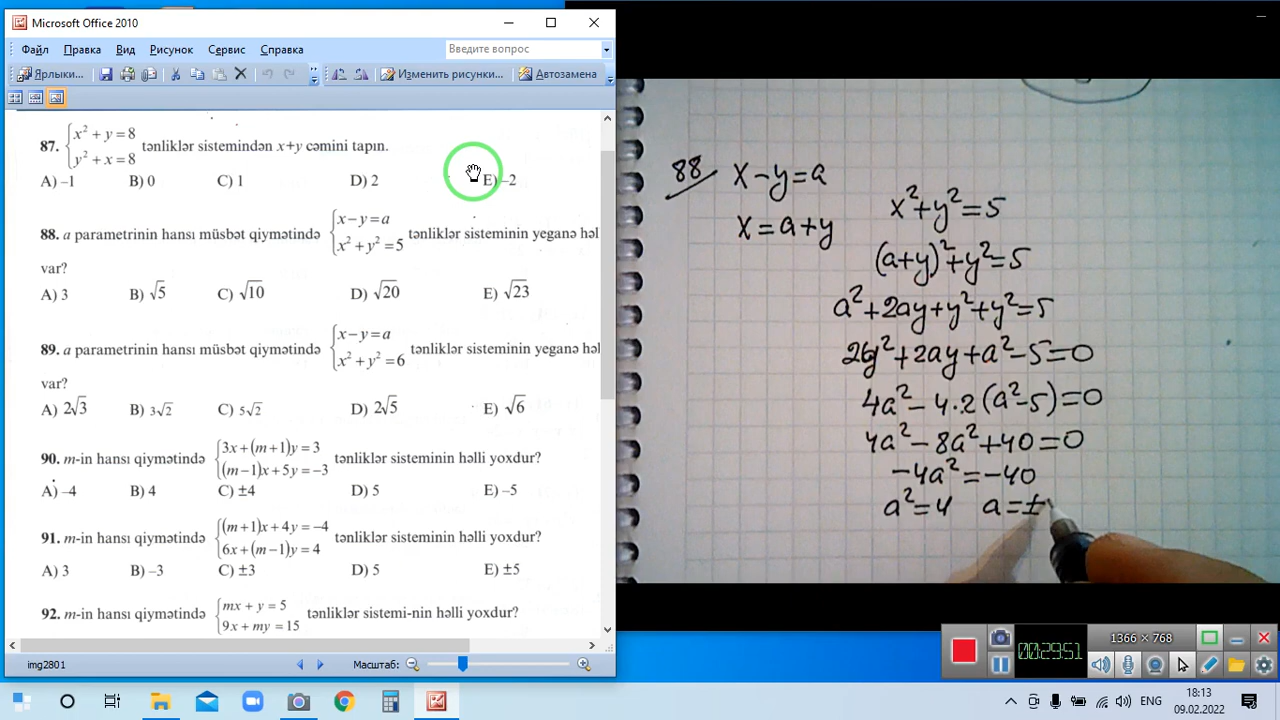 Microsoft Office 2010
Файл Правка Вид Рисунок Сервис Справка
Введите вопрос
Ярлыки...
Изменить рисунки...
Автозамена
87. { x² + y = 8
y² + x = 8 tənliklər sistemindən x+y cəmini tapın.
A) –1 B) 0 C) 1 D) 2 E) –2
88. a parametrinin hansı müsbət qiymətində { x – y = a
x² + y² = 5 tənliklər sisteminin yeganə həl
var?
A) 3 B) √5 C) √10 D) √20 E) √23
89. a parametrinin hansı müsbət qiymətində { x – y = a
x² + y² = 6 tənliklər sisteminin yeganə həl
var?
A) 2√3 B) 3√2 C) 5√2 D) 2√5 E) √6
90. m-in hansı qiymətində { 3x + (m + 1)y = 3
(m – 1)x + 5y = –3 tənliklər sisteminin həlli yoxdur?
A) –4 B) 4 C) ±4 D) 5 E) –5
91. m-in hansı qiymətində { (m + 1)x + 4y = –4
6x + (m – 1)y = 4 tənliklər sisteminin həlli yoxdur?
A) 3 B) –3 C) ±3 D) 5 E) ±5
92. m-in hansı qiymətində { mx + y = 5
9x + my = 15 tənliklər sistemi-nin həlli yoxdur?
img2801
Масштаб:
88 x – y = a
x = a + y
x² + y² = 5
(a + y)² + y² = 5
a² + 2ay + y² + y² = 5
2y² + 2ay + a² – 5 = 0
4a² – 4·2(a² – 5) = 0
4a² – 8a² + 40 = 0
–4a² = –40
a² = 4 a = ±
1366 × 768
00:29:51
ENG
18:13
09.02.2022